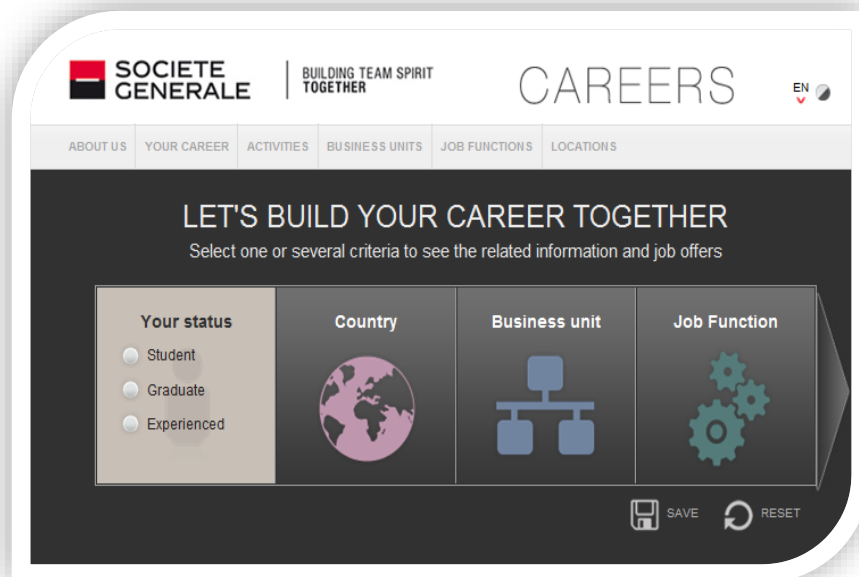 SOCIETE
GENERALE
BUILDING TEAM SPIRIT
TOGETHER
CAREERS
EN
ABOUT US YOUR CAREER ACTIVITIES BUSINESS UNITS JOB FUNCTIONS LOCATIONS
LET'S BUILD YOUR CAREER TOGETHER
Select one or several criteria to see the related information and job offers
Your status
Student
Graduate
Experienced
Country
Business unit
Job Function
SAVE
RESET